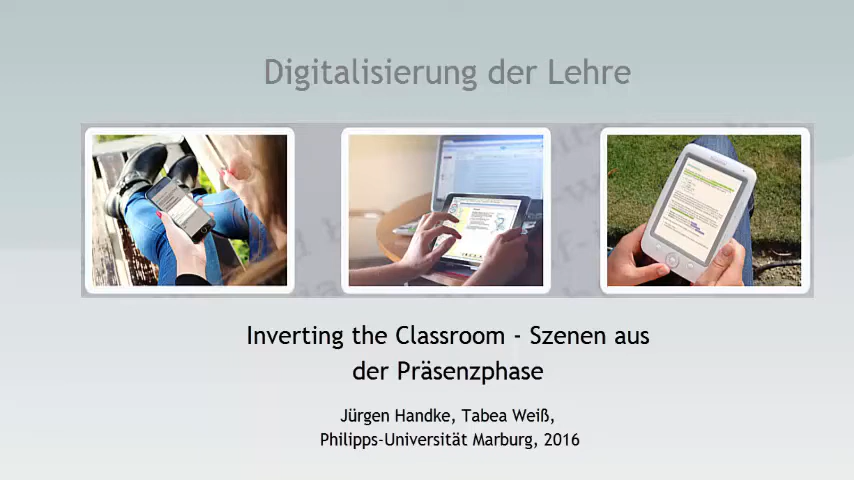 Digitalisierung der Lehre
Inverting the Classroom - Szenen aus
der Präsenzphase
Jürgen Handke, Tabea Weiß,
Philipps-Universität Marburg, 2016